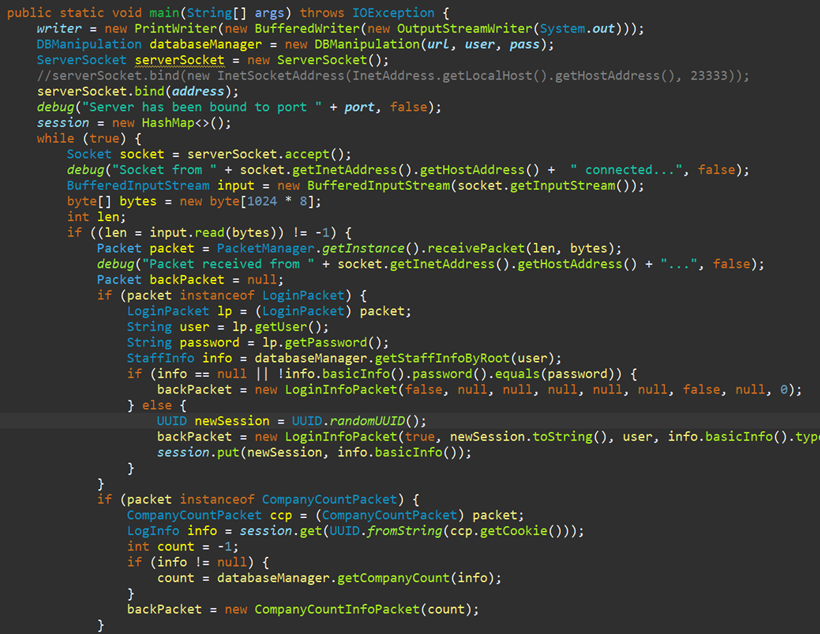 public static void main(String[] args) throws IOException {
writer = new PrintWriter(new BufferedWriter(new OutputStreamWriter(System.out)));
DBManipulation databaseManager = new DBManipulation(url, user, pass);
ServerSocket serverSocket = new ServerSocket();
//serverSocket.bind(new InetSocketAddress(InetAddress.getLocalHost().getHostAddress(), 23333));
serverSocket.bind(address);
debug("Server has been bound to port " + port, false);
session = new HashMap<>();
while (true) {
Socket socket = serverSocket.accept();
debug("Socket from " + socket.getInetAddress().getHostAddress() +  " connected...", false);
BufferedInputStream input = new BufferedInputStream(socket.getInputStream());
byte[] bytes = new byte[1024 * 8];
int len;
if ((len = input.read(bytes)) != -1) {
Packet packet = PacketManager.getInstance().receivePacket(len, bytes);
debug("Packet received from " + socket.getInetAddress().getHostAddress() + "...", false);
Packet backPacket = null;
if (packet instanceof LoginPacket) {
LoginPacket lp = (LoginPacket) packet;
String user = lp.getUser();
String password = lp.getPassword();
StaffInfo info = databaseManager.getStaffInfoByRoot(user);
if (info == null || !info.basicInfo().password().equals(password)) {
backPacket = new LoginInfoPacket(false, null, null, null, null, false, null, 0);
} else {
UUID newSession = UUID.randomUUID();
backPacket = new LoginInfoPacket(true, newSession.toString(), user, info.basicInfo().type
session.put(newSession, info.basicInfo());
}
}
if (packet instanceof CompanyCountPacket) {
CompanyCountPacket ccp = (CompanyCountPacket) packet;
LogInfo info = session.get(UUID.fromString(ccp.getCookie()));
int count = -1;
if (info != null) {
count = databaseManager.getCompanyCount(info);
}
backPacket = new CompanyCountInfoPacket(count);
}